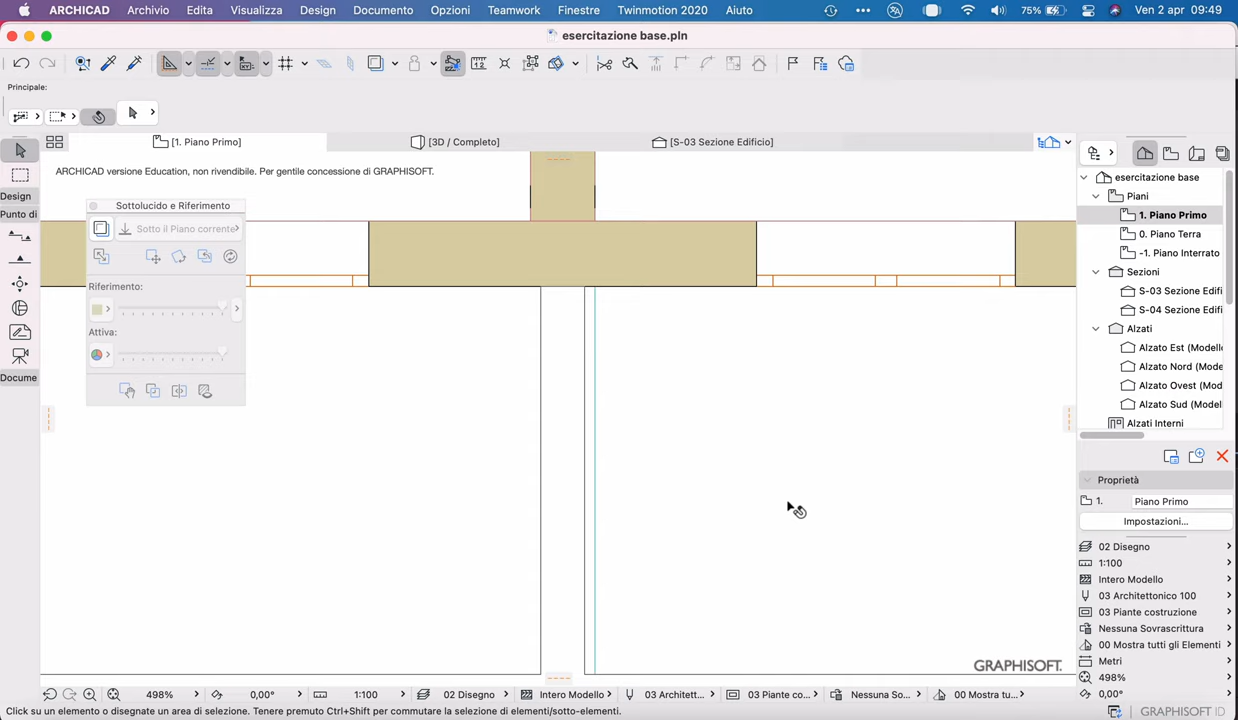 ARCHICAD Archivio Edita Visualizza Design Documento Opzioni Teamwork Finestre Twinmotion 2020 Aiuto 75% Ven 2 apr 09:49
esercitazione base.pln
Principale:
[1. Piano Primo] [3D / Completo] [S-03 Sezione Edificio]
ARCHICAD versione Education, non rivendibile. Per gentile concessione di GRAPHISOFT.
Design
Punto di
Docume
Sottolucido e Riferimento
Sotto il Piano corrente
Riferimento:
Attiva:
esercitazione base
Piani
1. Piano Primo
0. Piano Terra
-1. Piano Interrato
Sezioni
S-03 Sezione Edifi
S-04 Sezione Edifi
Alzati
Alzato Est (Modell
Alzato Nord (Mode
Alzato Ovest (Mod
Alzato Sud (Model
Alzati Interni
Proprietà
1. Piano Primo
Impostazioni...
02 Disegno
1:100
Intero Modello
03 Architettonico 100
03 Piante costruzione
Nessuna Sovrascrittura
00 Mostra tutti gli Elementi
Metri
498%
0,00°
GRAPHISOFT.
498% 0,00° 1:100 02 Disegno Intero Modello 03 Architett... 03 Piante co... Nessuna So... 00 Mostra tu...
Click su un elemento o disegnate un area di selezione. Tenere premuto Ctrl+Shift per commutare la selezione di elementi/sotto-elementi.
GRAPHISOFT ID